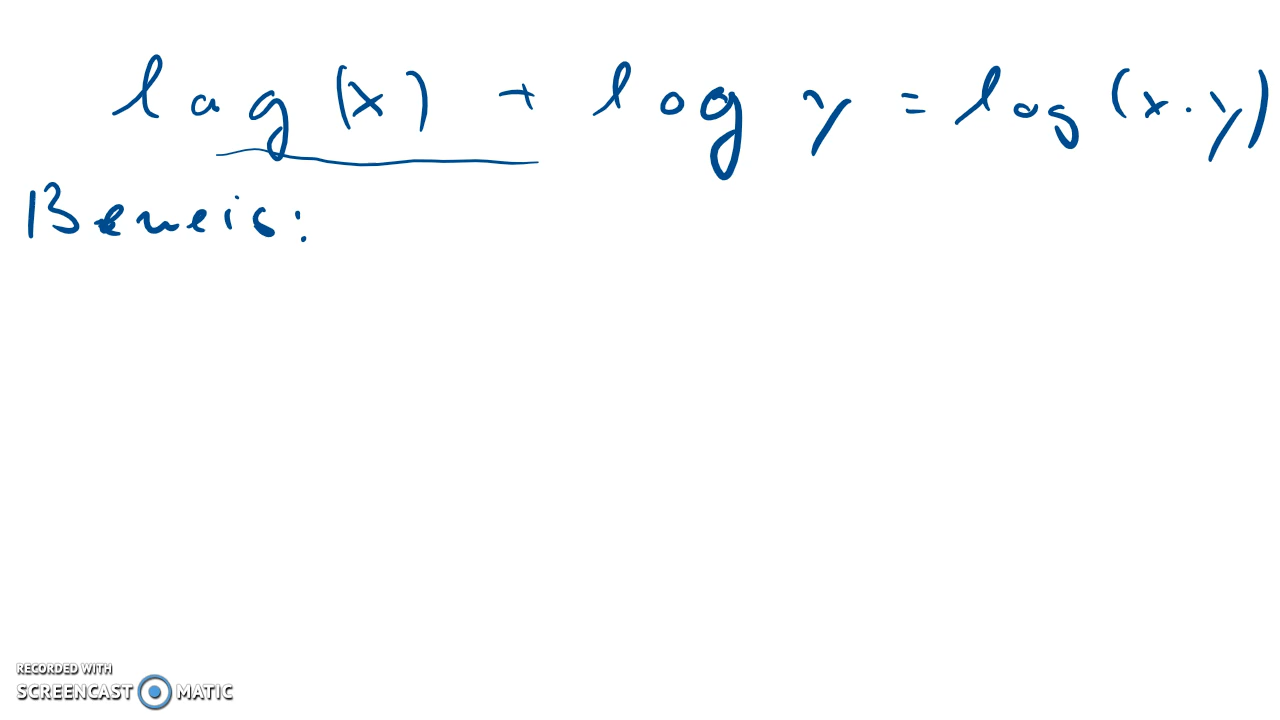 log (x) + log y = log (x · y)
Beweis:
RECORDED WITH
SCREENCAST MATIC